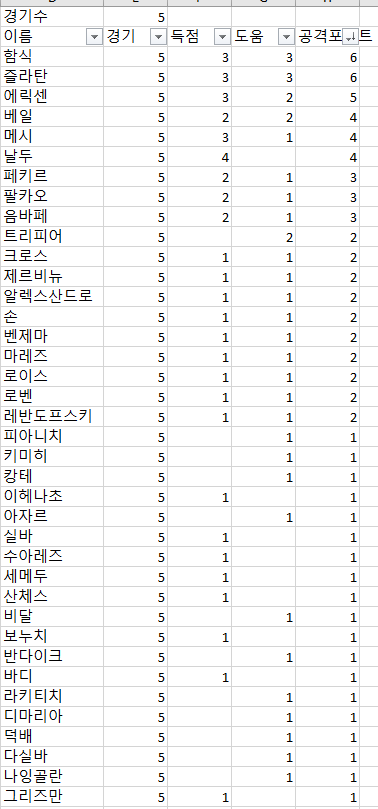 경기수 5
이름 경기 득점 도움 공격포 트
함식 5 3 3 6
즐라탄 5 3 3 6
에릭센 5 3 2 5
베일 5 2 2 4
메시 5 3 1 4
날두 5 4 4
페키르 5 2 1 3
팔카오 5 2 1 3
음바페 5 2 1 3
트리피어 5 2 2
크로스 5 1 1 2
제르비뉴 5 1 1 2
알렉스산드로 5 1 1 2
손 5 1 1 2
벤제마 5 1 1 2
마레즈 5 1 1 2
로이스 5 1 1 2
로벤 5 1 1 2
레반도프스키 5 1 1 2
피아니치 5 1 1
키미히 5 1 1
캉테 5 1 1
이헤나초 5 1 1
아자르 5 1 1
실바 5 1 1
수아레즈 5 1 1
세메두 5 1 1
산체스 5 1 1
비달 5 1 1
보누치 5 1 1
반다이크 5 1 1
바디 5 1 1
라키티치 5 1 1
디마리아 5 1 1
덕배 5 1 1
다실바 5 1 1
나잉골란 5 1 1
그리즈만 5 1 1